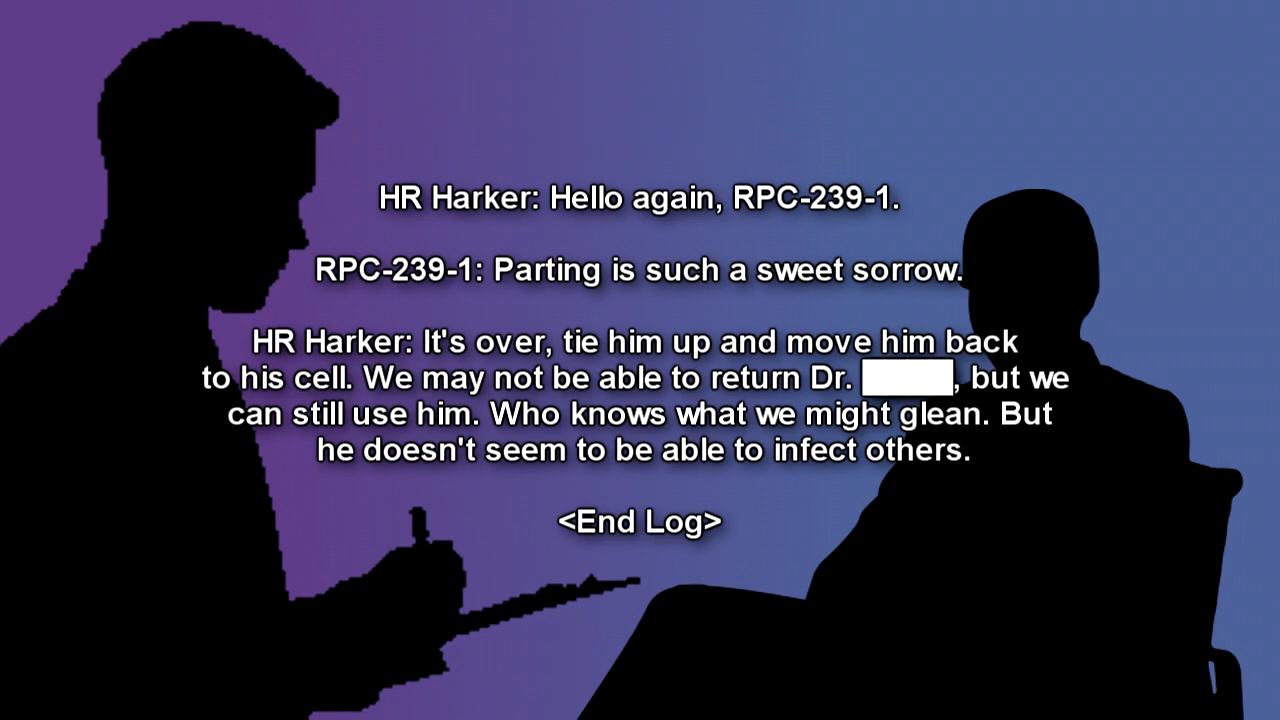 HR Harker: Hello again, RPC-239-1.
RPC-239-1: Parting is such a sweet sorrow.
HR Harker: It's over, tie him up and move him back
to his cell. We may not be able to return Dr. , but we
can still use him. Who knows what we might glean. But
he doesn't seem to be able to infect others.
<End Log>